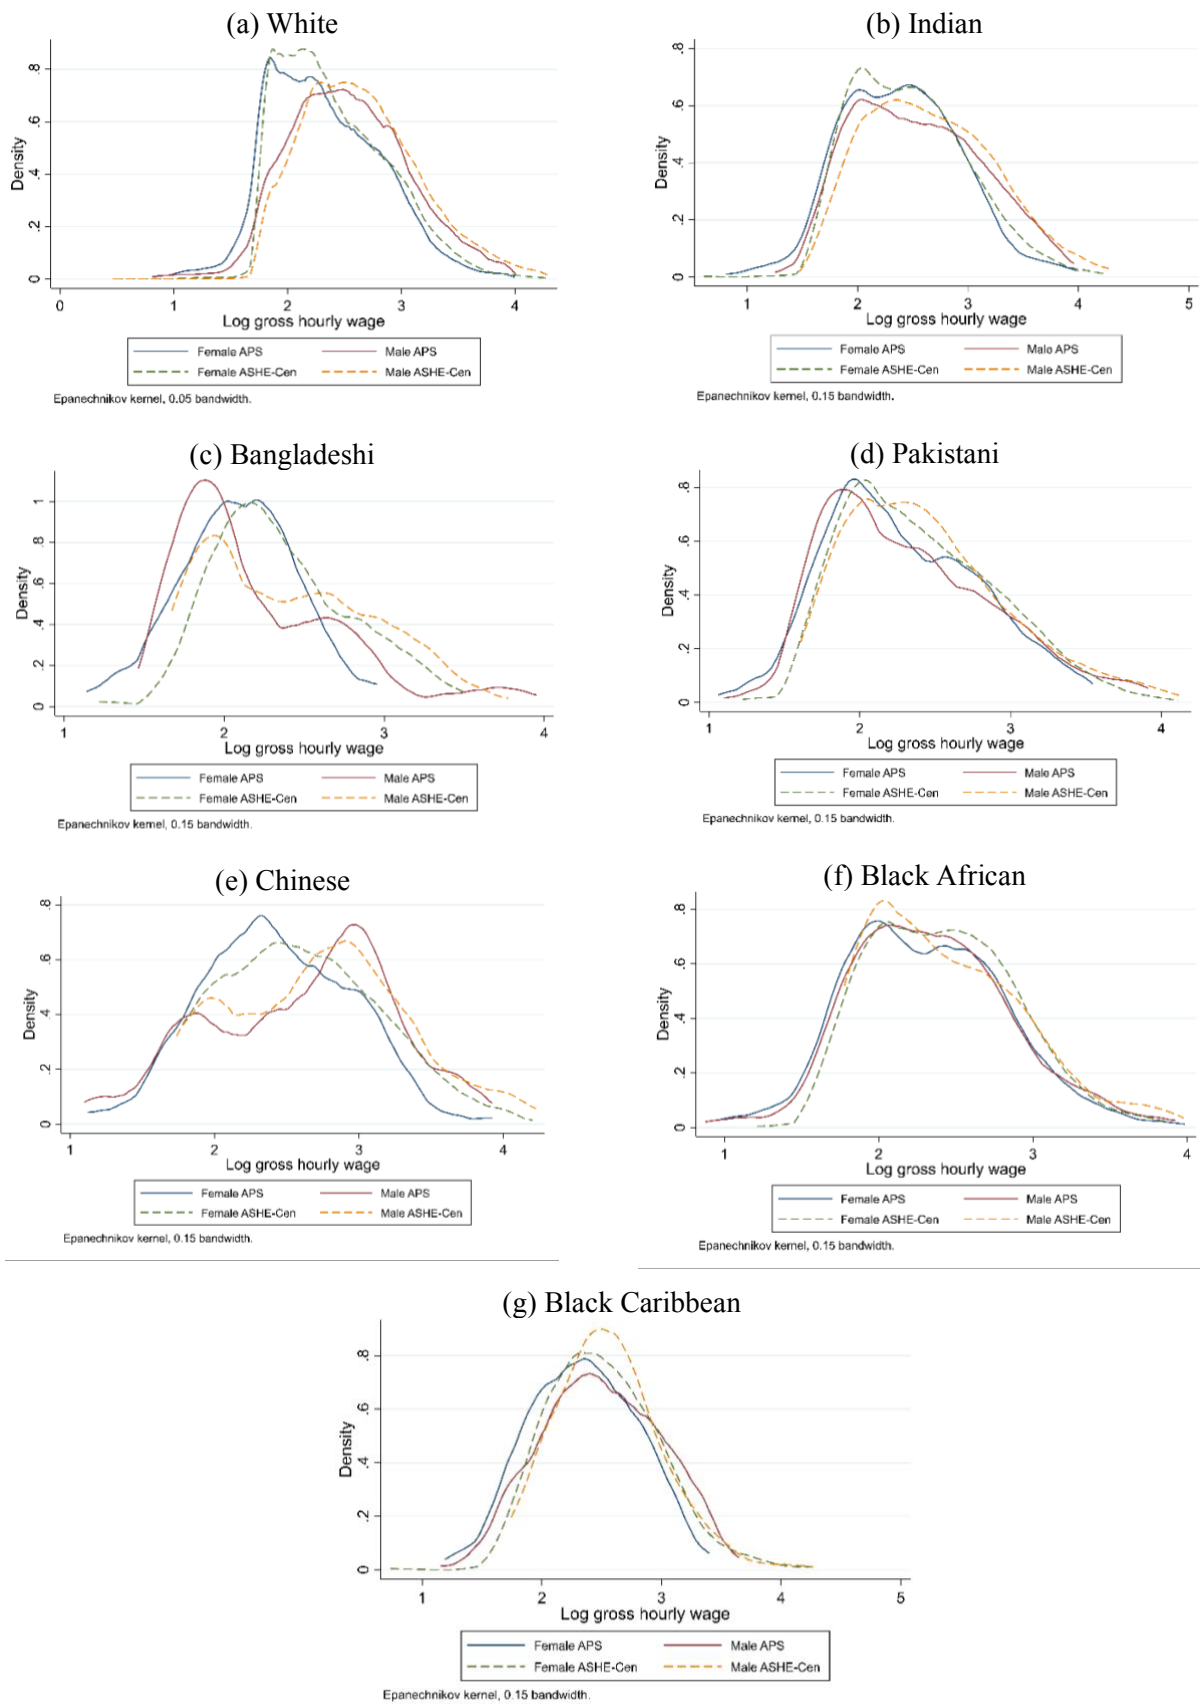 (a) White
Density
0 .2 .4 .6 .8
0 1 2 3 4
Log gross hourly wage
Female APS Male APS
Female ASHE-Cen Male ASHE-Cen
Epanechnikov kernel, 0.05 bandwidth.
(b) Indian
Density
0 .2 .4 .6 .8
1 2 3 4 5
Log gross hourly wage
Female APS Male APS
Female ASHE-Cen Male ASHE-Cen
Epanechnikov kernel, 0.15 bandwidth.
(c) Bangladeshi
Density
0 .2 .4 .6 .8 1
1 2 3 4
Log gross hourly wage
Female APS Male APS
Female ASHE-Cen Male ASHE-Cen
Epanechnikov kernel, 0.15 bandwidth.
(d) Pakistani
Density
0 .2 .4 .6 .8
1 2 3 4
Log gross hourly wage
Female APS Male APS
Female ASHE-Cen Male ASHE-Cen
Epanechnikov kernel, 0.15 bandwidth.
(e) Chinese
Density
0 .2 .4 .6 .8
1 2 3 4
Log gross hourly wage
Female APS Male APS
Female ASHE-Cen Male ASHE-Cen
Epanechnikov kernel, 0.15 bandwidth.
(f) Black African
Density
0 .2 .4 .6 .8
1 2 3 4
Log gross hourly wage
Female APS Male APS
Female ASHE-Cen Male ASHE-Cen
Epanechnikov kernel, 0.15 bandwidth.
(g) Black Caribbean
Density
0 .2 .4 .6 .8
1 2 3 4 5
Log gross hourly wage
Female APS Male APS
Female ASHE-Cen Male ASHE-Cen
Epanechnikov kernel, 0.15 bandwidth.